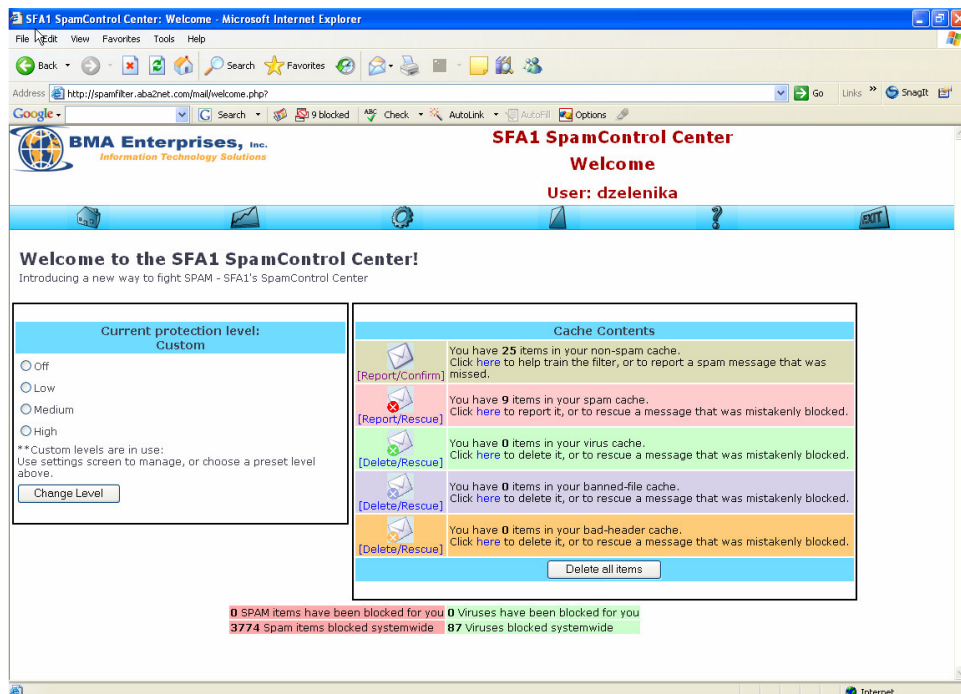 SFA1 SpamControl Center: Welcome - Microsoft Internet Explorer
File Edit View Favorites Tools Help
Back Search Favorites
Address http://spamfilter.aba2net.com/mail/welcome.php? Go Links » SnagIt
Google Search 9 blocked ABC Check AutoLink AutoFill Options
BMA Enterprises, Inc.
Information Technology Solutions
SFA1 SpamControl Center
Welcome
User: dzelenika
EXIT
Welcome to the SFA1 SpamControl Center!
Introducing a new way to fight SPAM - SFA1's SpamControl Center
Current protection level:
Custom
Off
Low
Medium
High
**Custom levels are in use:
Use settings screen to manage, or choose a preset level
above.
Change Level
Cache Contents
[Report/Confirm]
You have 25 items in your non-spam cache.
Click here to help train the filter, or to report a spam message that was
missed.
[Report/Rescue]
You have 9 items in your spam cache.
Click here to report it, or to rescue a message that was mistakenly blocked.
[Delete/Rescue]
You have 0 items in your virus cache.
Click here to delete it, or to rescue a message that was mistakenly blocked.
[Delete/Rescue]
You have 0 items in your banned-file cache.
Click here to delete it, or to rescue a message that was mistakenly blocked.
[Delete/Rescue]
You have 0 items in your bad-header cache.
Click here to delete it, or to rescue a message that was mistakenly blocked.
Delete all items
0 SPAM items have been blocked for you 0 Viruses have been blocked for you
3774 Spam items blocked systemwide 87 Viruses blocked systemwide
Internet